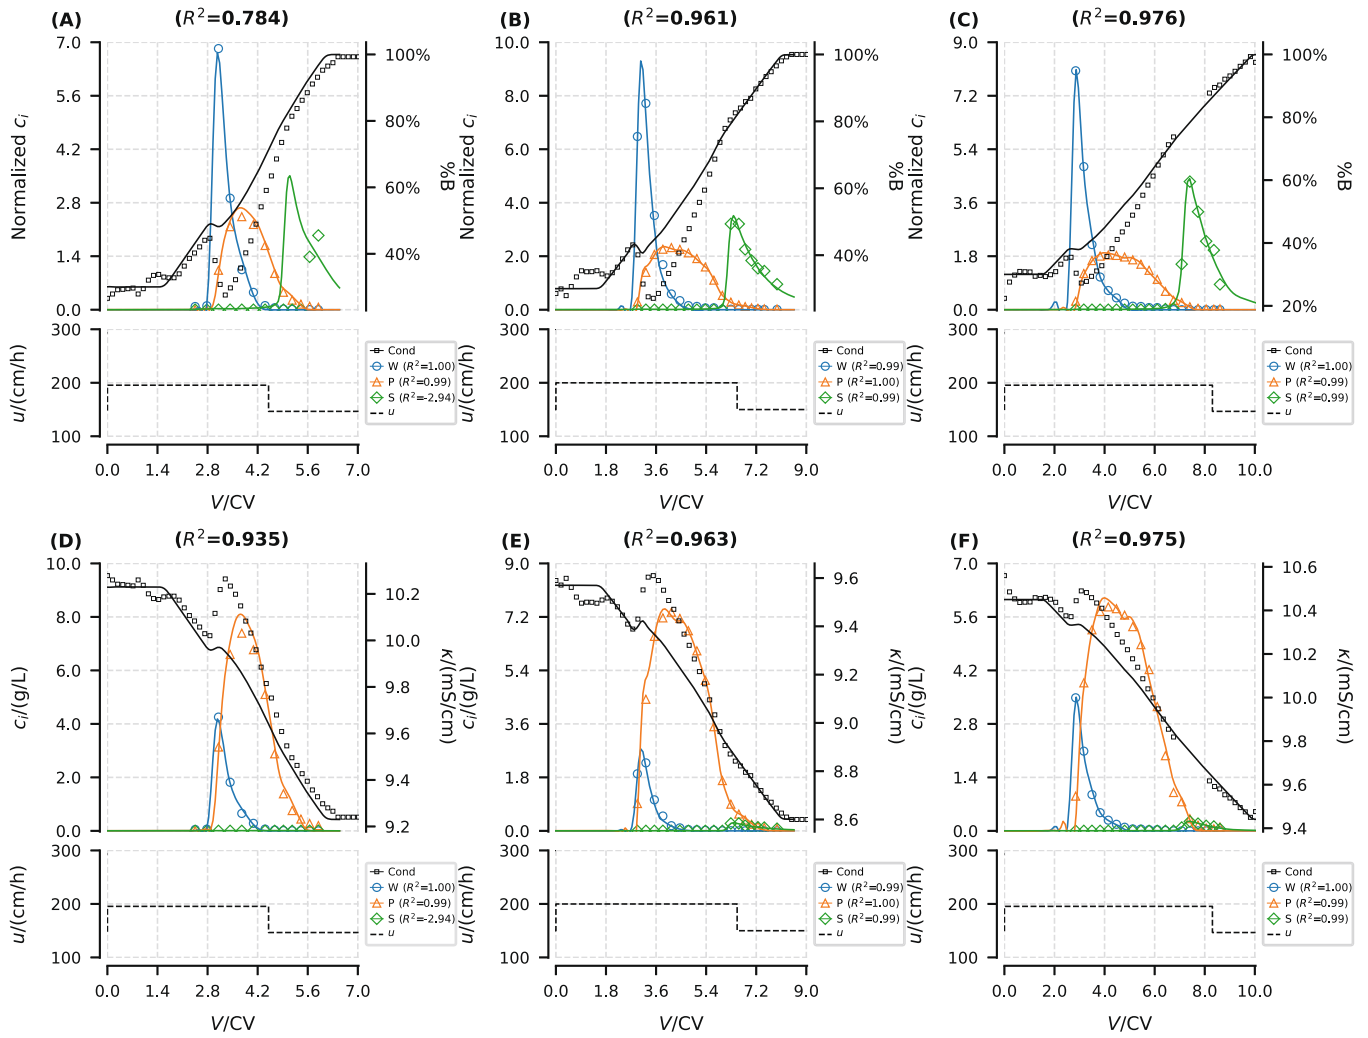 (A) (R²=0.784)
7.0 5.6 4.2 2.8 1.4 0.0
Normalized cᵢ
100% 80% 60% 40%
%B
300 200 100
u/(cm/h)
Cond
W (R²=1.00)
P (R²=0.99)
S (R²=-2.94)
u
0.0 1.4 2.8 4.2 5.6 7.0
V/CV
(B) (R²=0.961)
10.0 8.0 6.0 4.0 2.0 0.0
Normalized cᵢ
100% 80% 60% 40%
%B
300 200 100
u/(cm/h)
Cond
W (R²=0.99)
P (R²=1.00)
S (R²=0.99)
u
0.0 1.8 3.6 5.4 7.2 9.0
V/CV
(C) (R²=0.976)
9.0 7.2 5.4 3.6 1.8 0.0
Normalized cᵢ
100% 80% 60% 40% 20%
%B
300 200 100
u/(cm/h)
Cond
W (R²=1.00)
P (R²=0.99)
S (R²=0.99)
u
0.0 2.0 4.0 6.0 8.0 10.0
V/CV
(D) (R²=0.935)
10.0 8.0 6.0 4.0 2.0 0.0
cᵢ/(g/L)
10.2 10.0 9.8 9.6 9.4 9.2
κ/(mS/cm)
300 200 100
u/(cm/h)
Cond
W (R²=1.00)
P (R²=0.99)
S (R²=-2.94)
u
0.0 1.4 2.8 4.2 5.6 7.0
V/CV
(E) (R²=0.963)
9.0 7.2 5.4 3.6 1.8 0.0
cᵢ/(g/L)
9.6 9.4 9.2 9.0 8.8 8.6
κ/(mS/cm)
300 200 100
u/(cm/h)
Cond
W (R²=0.99)
P (R²=1.00)
S (R²=0.99)
u
0.0 1.8 3.6 5.4 7.2 9.0
V/CV
(F) (R²=0.975)
7.0 5.6 4.2 2.8 1.4 0.0
cᵢ/(g/L)
10.6 10.4 10.2 10.0 9.8 9.6 9.4
κ/(mS/cm)
300 200 100
u/(cm/h)
Cond
W (R²=1.00)
P (R²=0.99)
S (R²=0.99)
u
0.0 2.0 4.0 6.0 8.0 10.0
V/CV